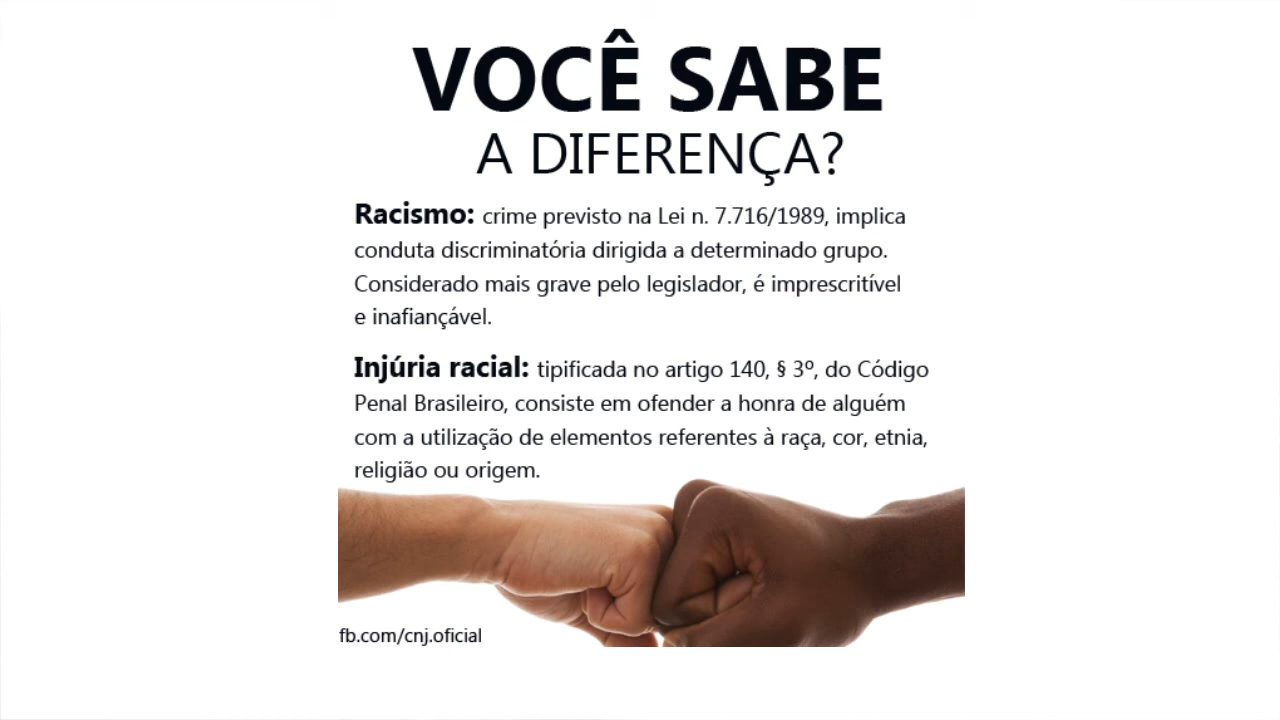 VOCÊ SABE
A DIFERENÇA?
Racismo: crime previsto na Lei n. 7.716/1989, implica
conduta discriminatória dirigida a determinado grupo.
Considerado mais grave pelo legislador, é imprescritível
e inafiançável.
Injúria racial: tipificada no artigo 140, § 3º, do Código
Penal Brasileiro, consiste em ofender a honra de alguém
com a utilização de elementos referentes à raça, cor, etnia,
religião ou origem.
fb.com/cnj.oficial